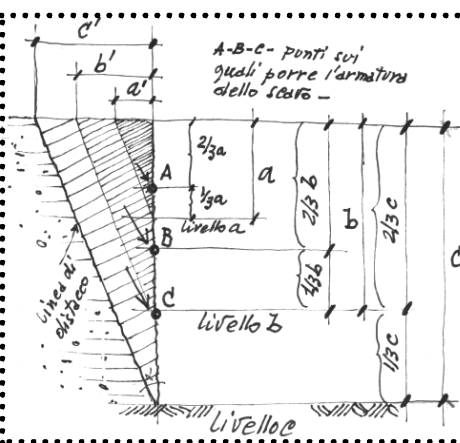 c'
b'
a'
A-B-C- punti sui
quali porre l'armatura
dello scavo -
2/3a
A
1/3a
a
2/3 b
b
2/3 c
c
livello a
B
1/3b
C
livello b
linea di
distacco
1/3c
livello c